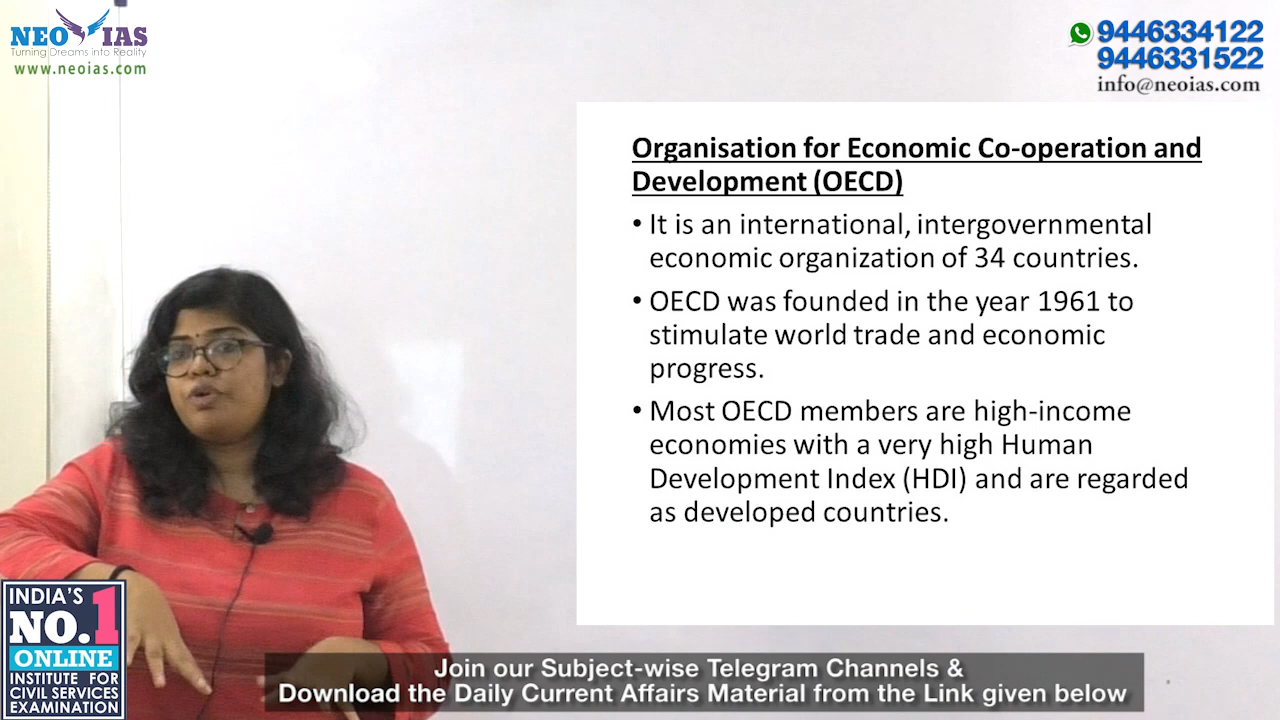 NEO IAS
Turning Dreams into Reality
www.neoias.com
9446334122
9446331522
info@neoias.com
Organisation for Economic Co-operation and
Development (OECD)
• It is an international, intergovernmental
economic organization of 34 countries.
• OECD was founded in the year 1961 to
stimulate world trade and economic
progress.
• Most OECD members are high-income
economies with a very high Human
Development Index (HDI) and are regarded
as developed countries.
INDIA'S
NO.1
ONLINE
INSTITUTE FOR
CIVIL SERVICES
EXAMINATION
Join our Subject-wise Telegram Channels &
Download the Daily Current Affairs Material from the Link given below